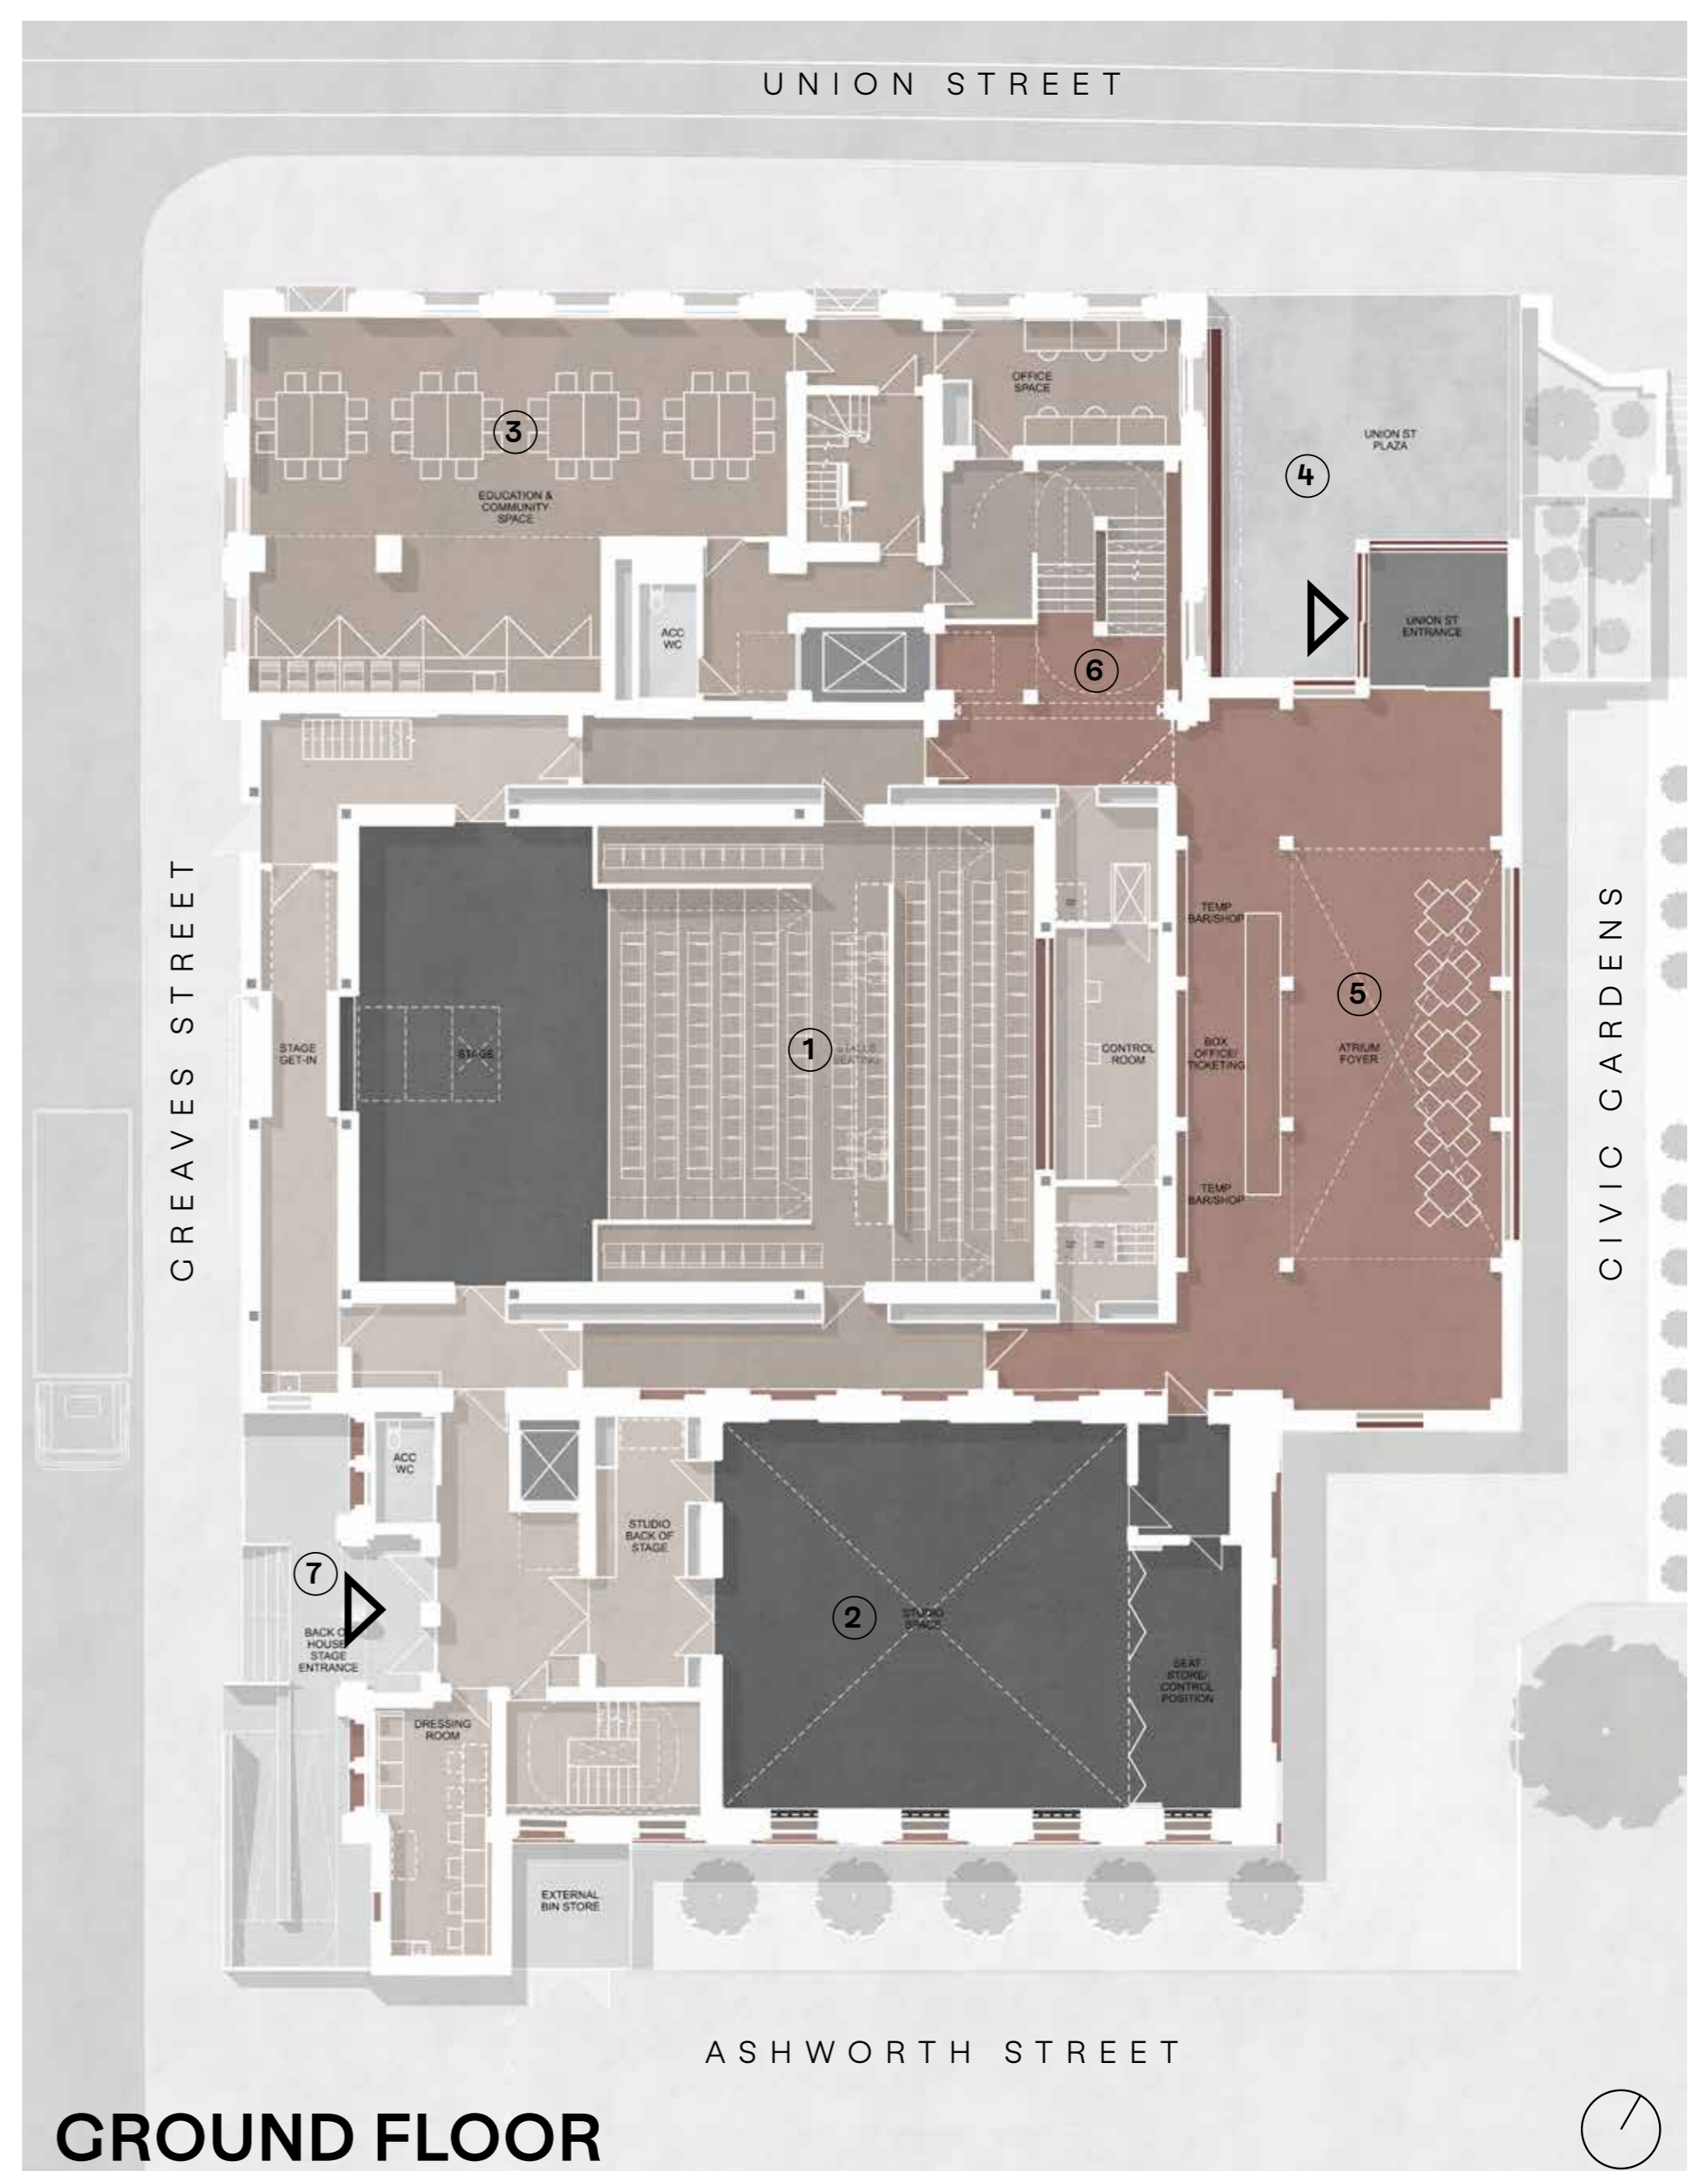 UNION STREET
OFFICE
SPACE
3
EDUCATION &
COMMUNITY
SPACE
4
UNION ST
PLAZA
UNION ST
ENTRANCE
ACC
WC
6
GREAVES STREET
CIVIC GARDENS
STAGE
GET-IN
STAGE
1
STALLS
SEATING
CONTROL
ROOM
TEMP
BAR/SHOP
BOX
OFFICE/
TICKETING
TEMP
BAR/SHOP
5
ATRIUM
FOYER
ACC
WC
STUDIO
BACK OF
STAGE
7
BACK OF
HOUSE
STAGE
ENTRANCE
2
STUDIO
SPACE
SEAT
STORE/
CONTROL
POSITION
DRESSING
ROOM
EXTERNAL
BIN STORE
ASHWORTH STREET
GROUND FLOOR